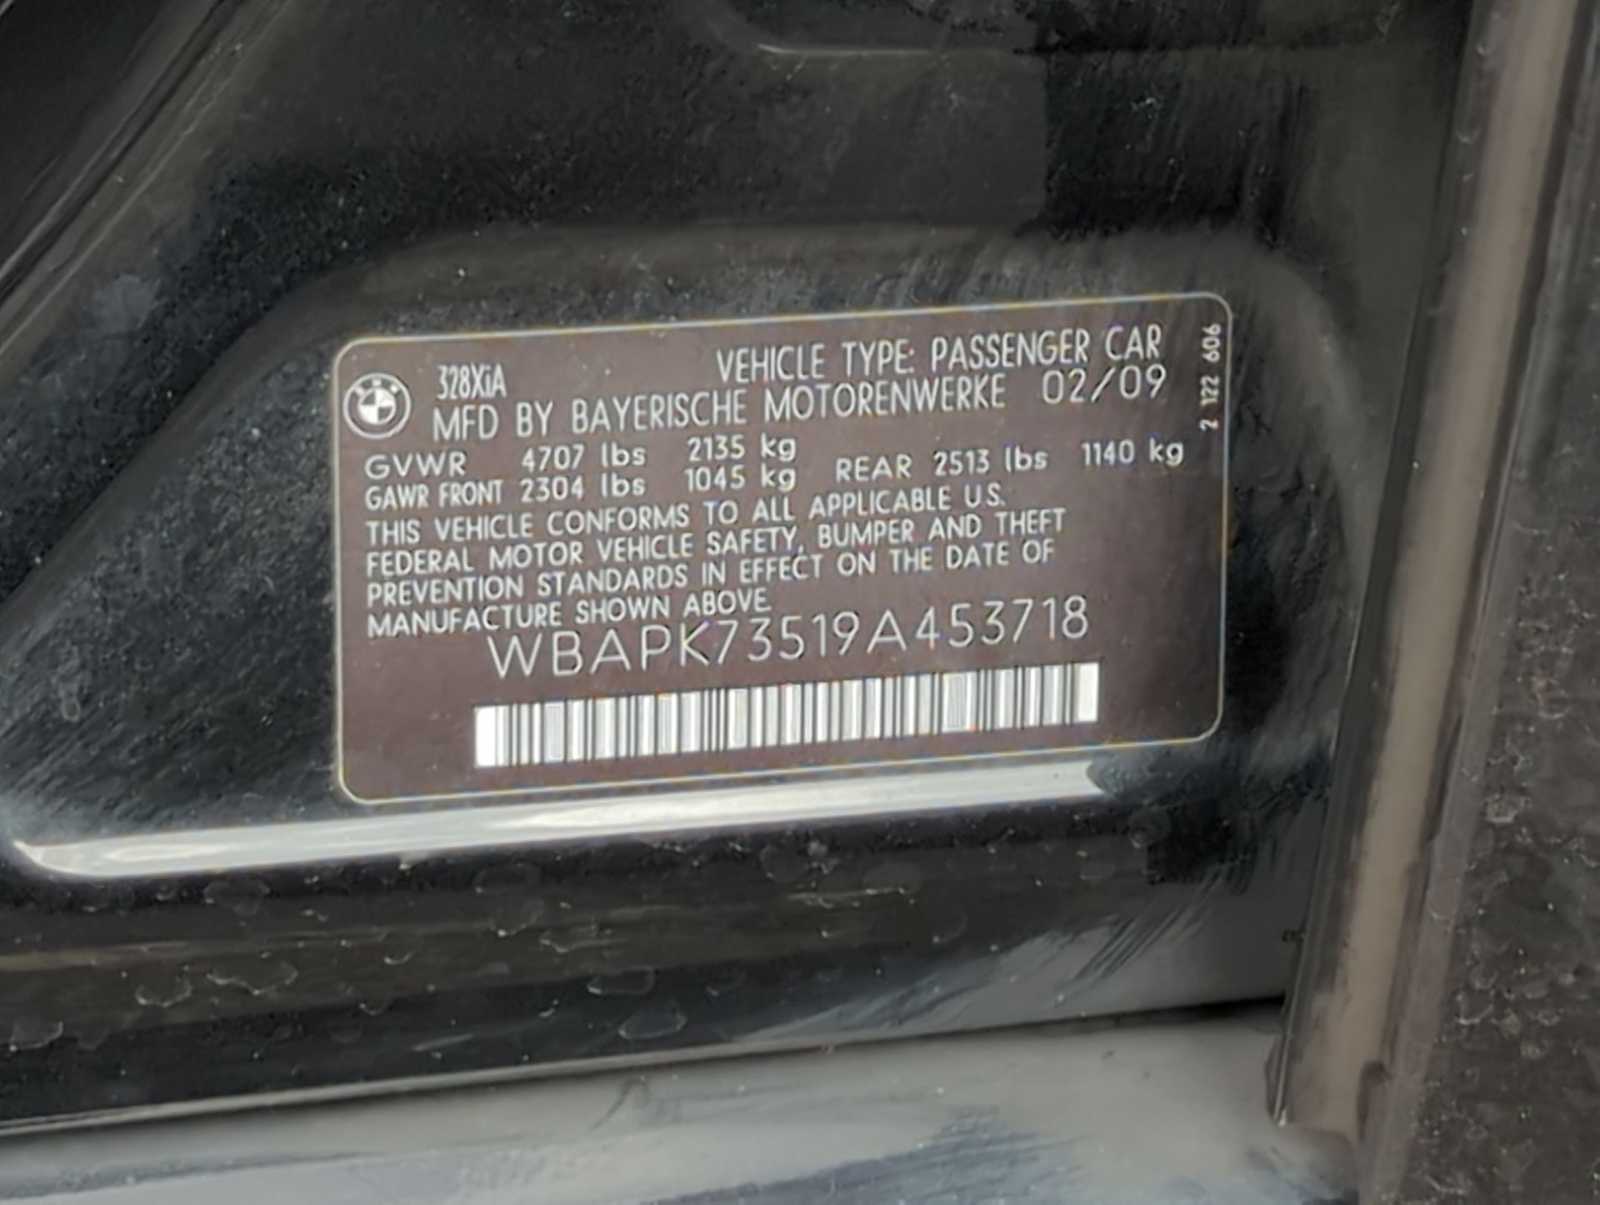 328XiA VEHICLE TYPE: PASSENGER CAR
MFD BY BAYERISCHE MOTORENWERKE 02/09
GVWR 4707 lbs 2135 kg
GAWR FRONT 2304 lbs 1045 kg REAR 2513 lbs 1140 kg
THIS VEHICLE CONFORMS TO ALL APPLICABLE U.S.
FEDERAL MOTOR VEHICLE SAFETY, BUMPER AND THEFT
PREVENTION STANDARDS IN EFFECT ON THE DATE OF
MANUFACTURE SHOWN ABOVE.
WBAPK73519A453718
2 122 606